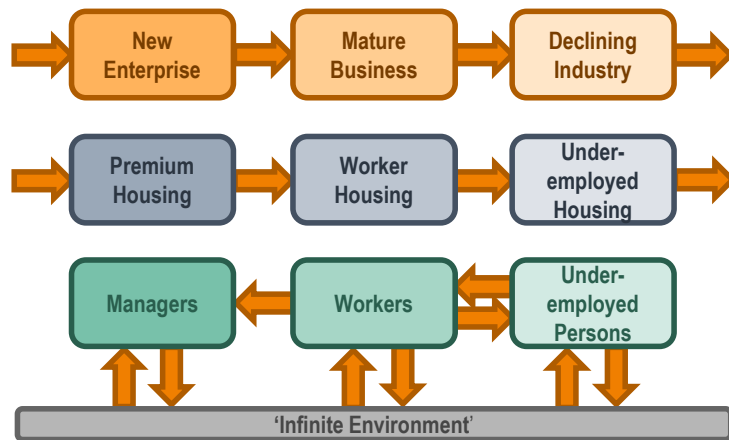 New
Enterprise
Mature
Business
Declining
Industry
Premium
Housing
Worker
Housing
Under-
employed
Housing
Managers
Workers
Under-
employed
Persons
‘Infinite Environment’